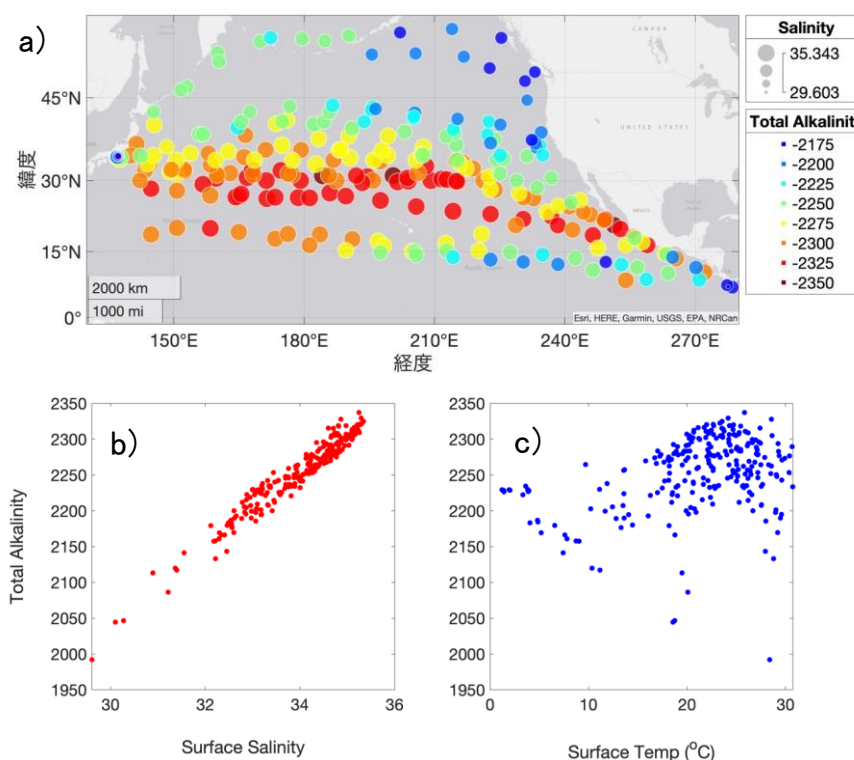 a)
CANADA
UNITED STATES
MEXICO
45°N
30°N
15°N
0°
緯度
2000 km
1000 mi
Esri, HERE, Garmin, USGS, EPA, NRCan
150°E
180°E
210°E
240°E
270°E
経度
Salinity
35.343
29.603
Total Alkalinit
-2175
-2200
-2225
-2250
-2275
-2300
-2325
-2350
b)
2350
2300
2250
2200
2150
2100
2050
2000
1950
Total Alkalinity
30
32
34
36
Surface Salinity
c)
2350
2300
2250
2200
2150
2100
2050
2000
1950
0
10
20
30
Surface Temp (°C)